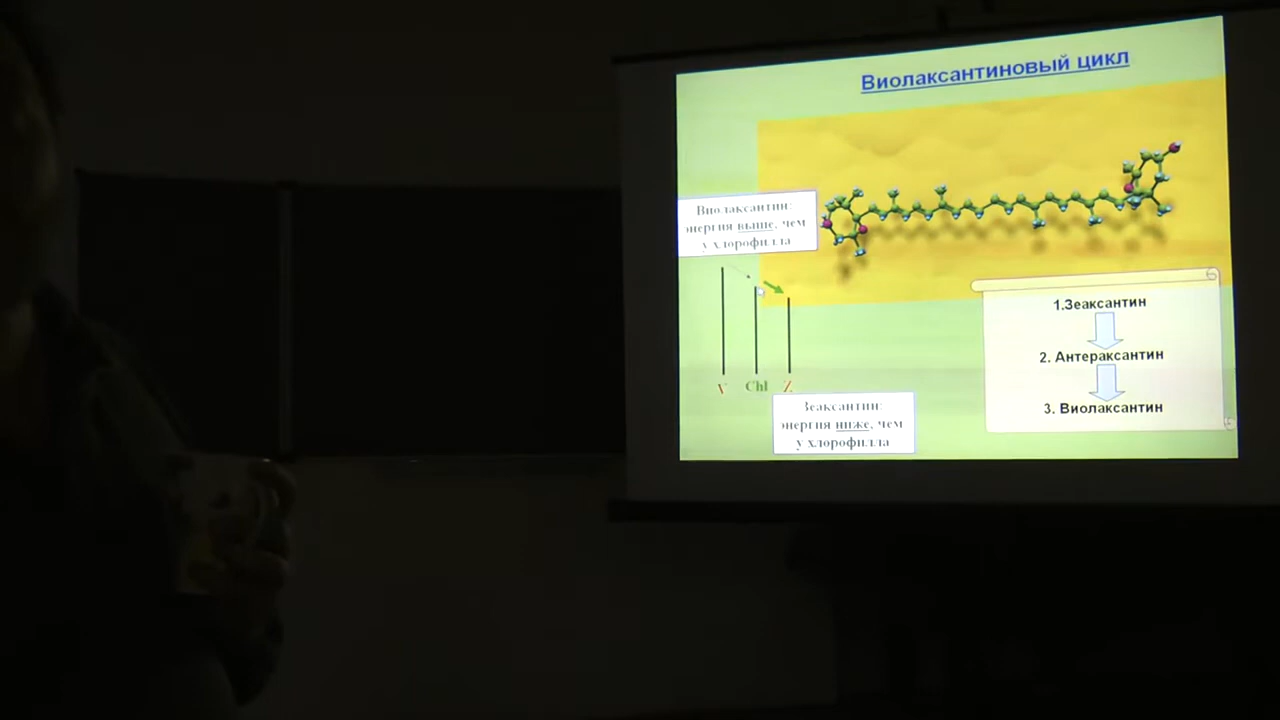 Виолаксантиновый цикл
Виолаксантин:
энергия выше, чем
у хлорофилла
1.Зеаксантин
2. Антераксантин
3. Виолаксантин
V Chl Z
Зеаксантин:
энергия ниже, чем
у хлорофилла